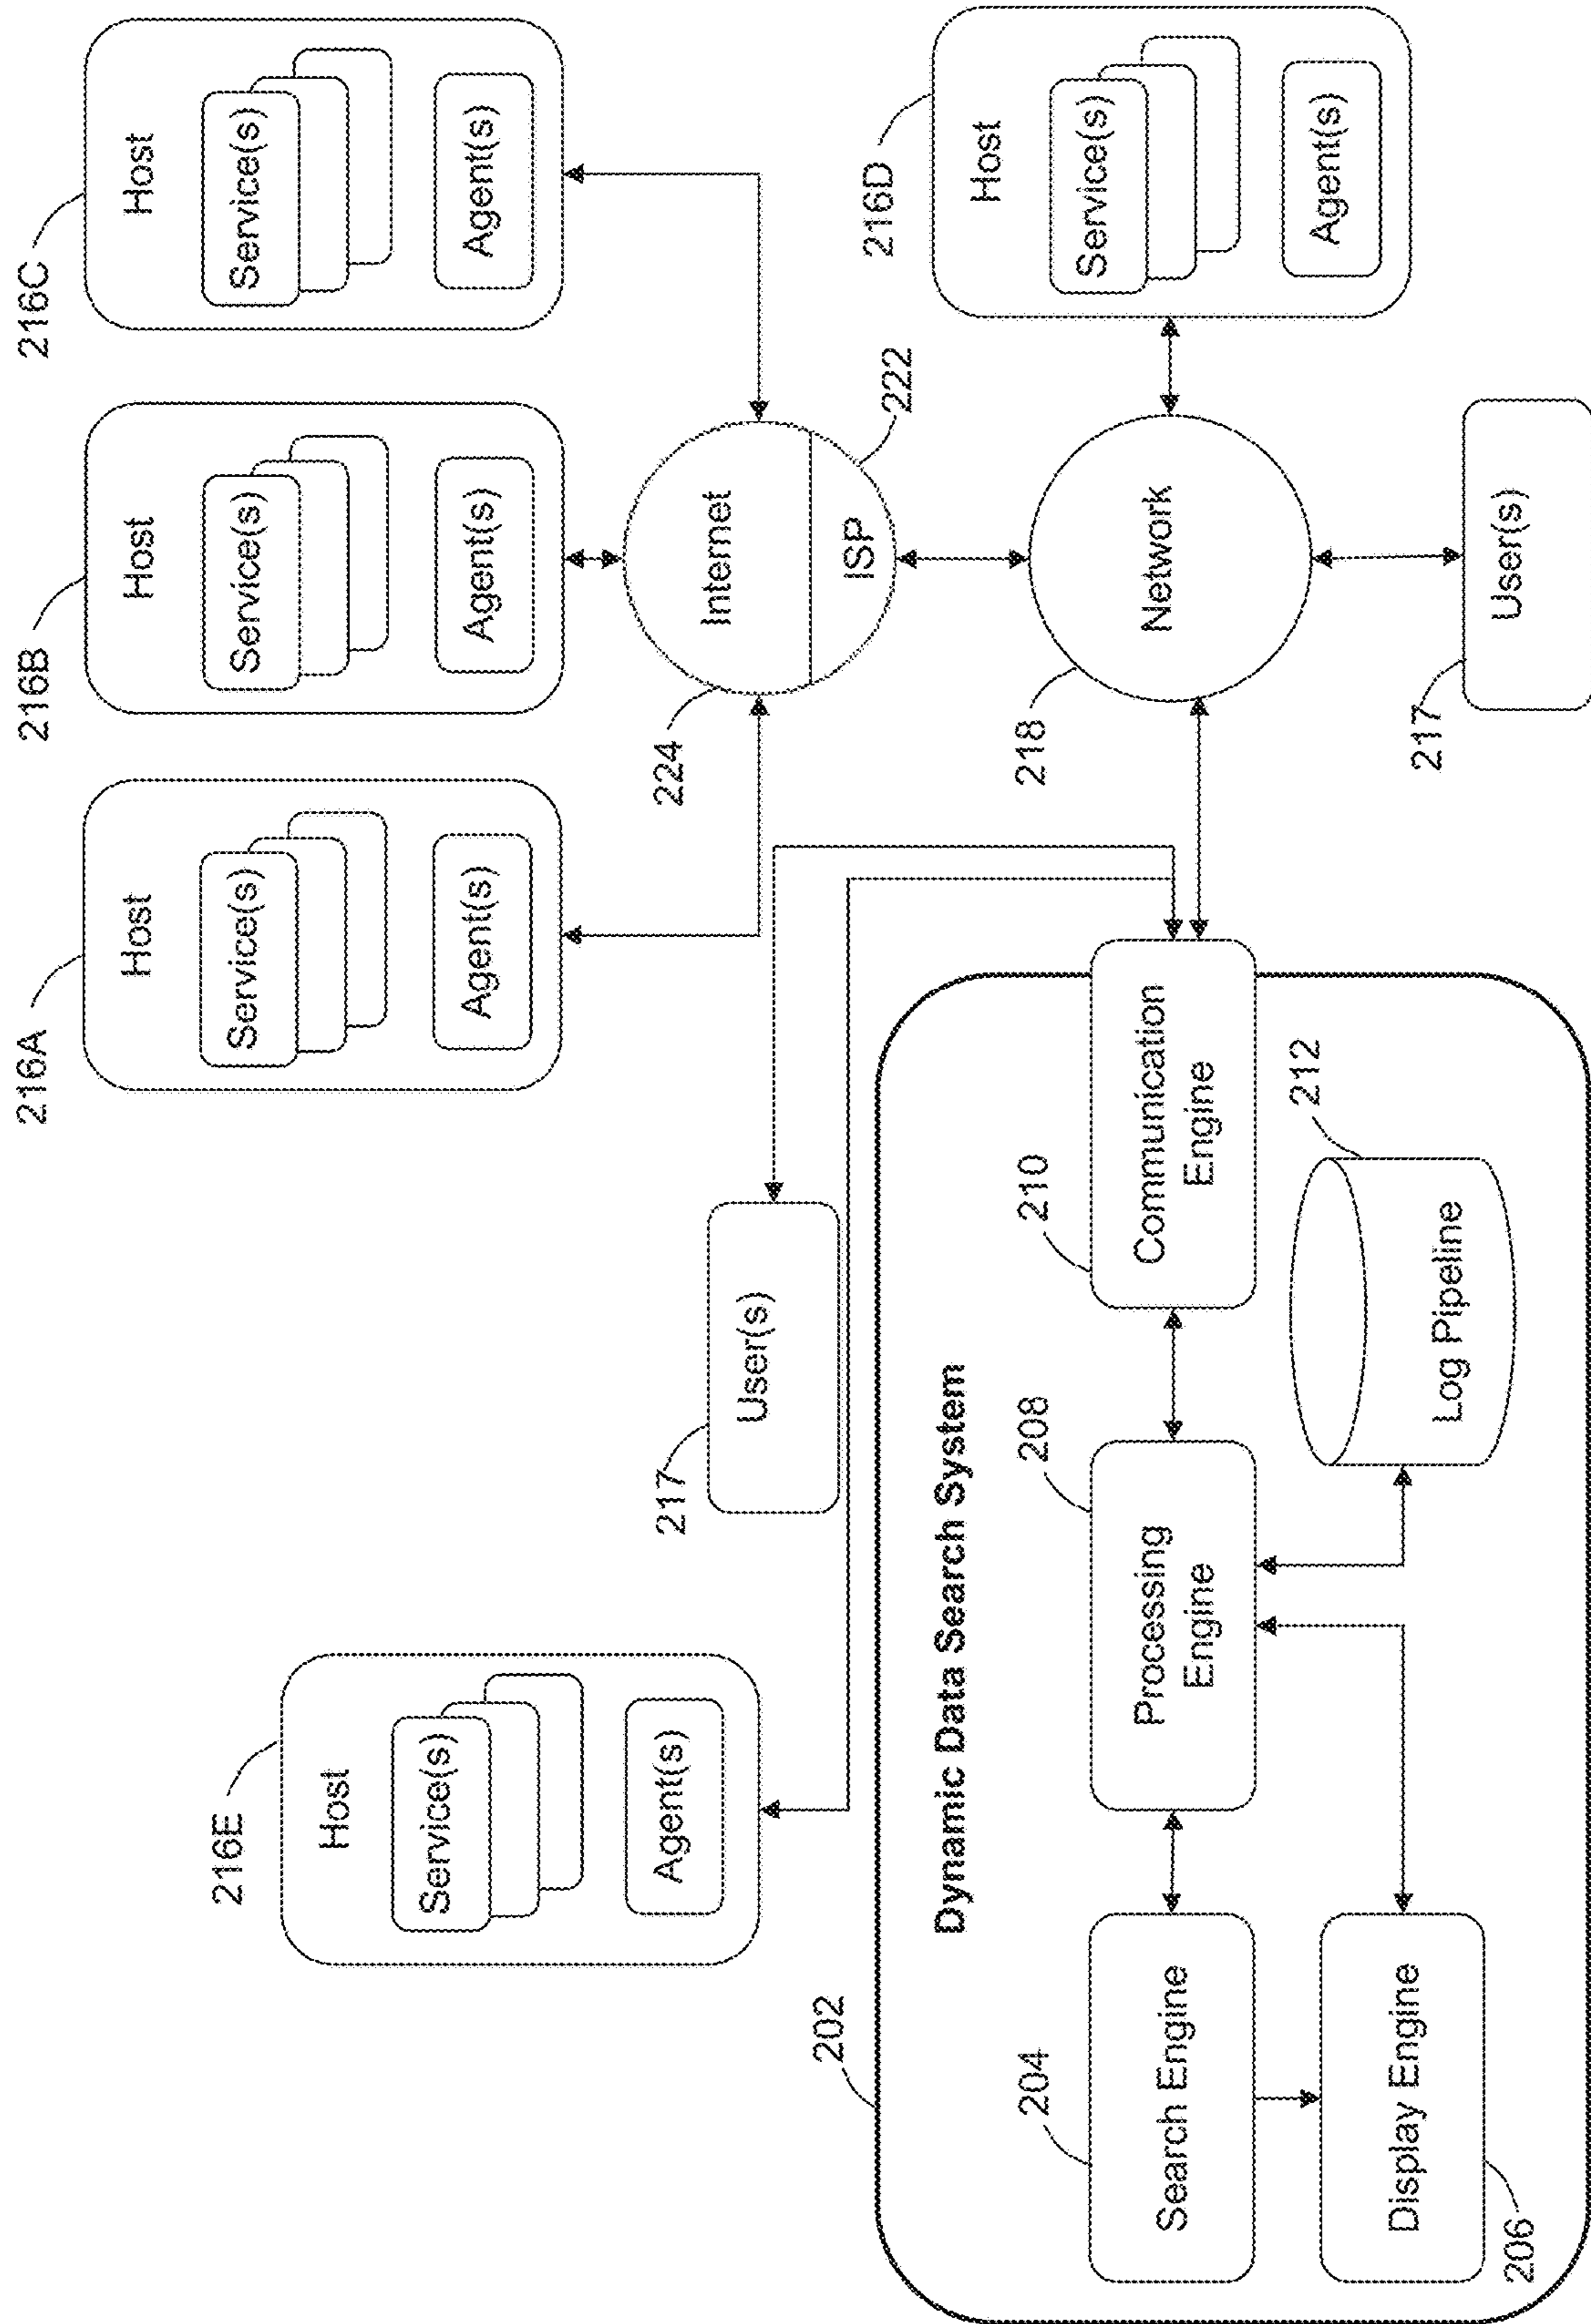 216A
Host
Service(s)
Agent(s)
216B
Host
Service(s)
Agent(s)
216C
Host
Service(s)
Agent(s)
216E
Host
Service(s)
Agent(s)
217
User(s)
224
Internet
ISP
222
216D
Host
Service(s)
Agent(s)
218
Network
217
User(s)
202
Dynamic Data Search System
204
Search Engine
208
Processing
Engine
210
Communication
Engine
212
Log Pipeline
Display Engine
206